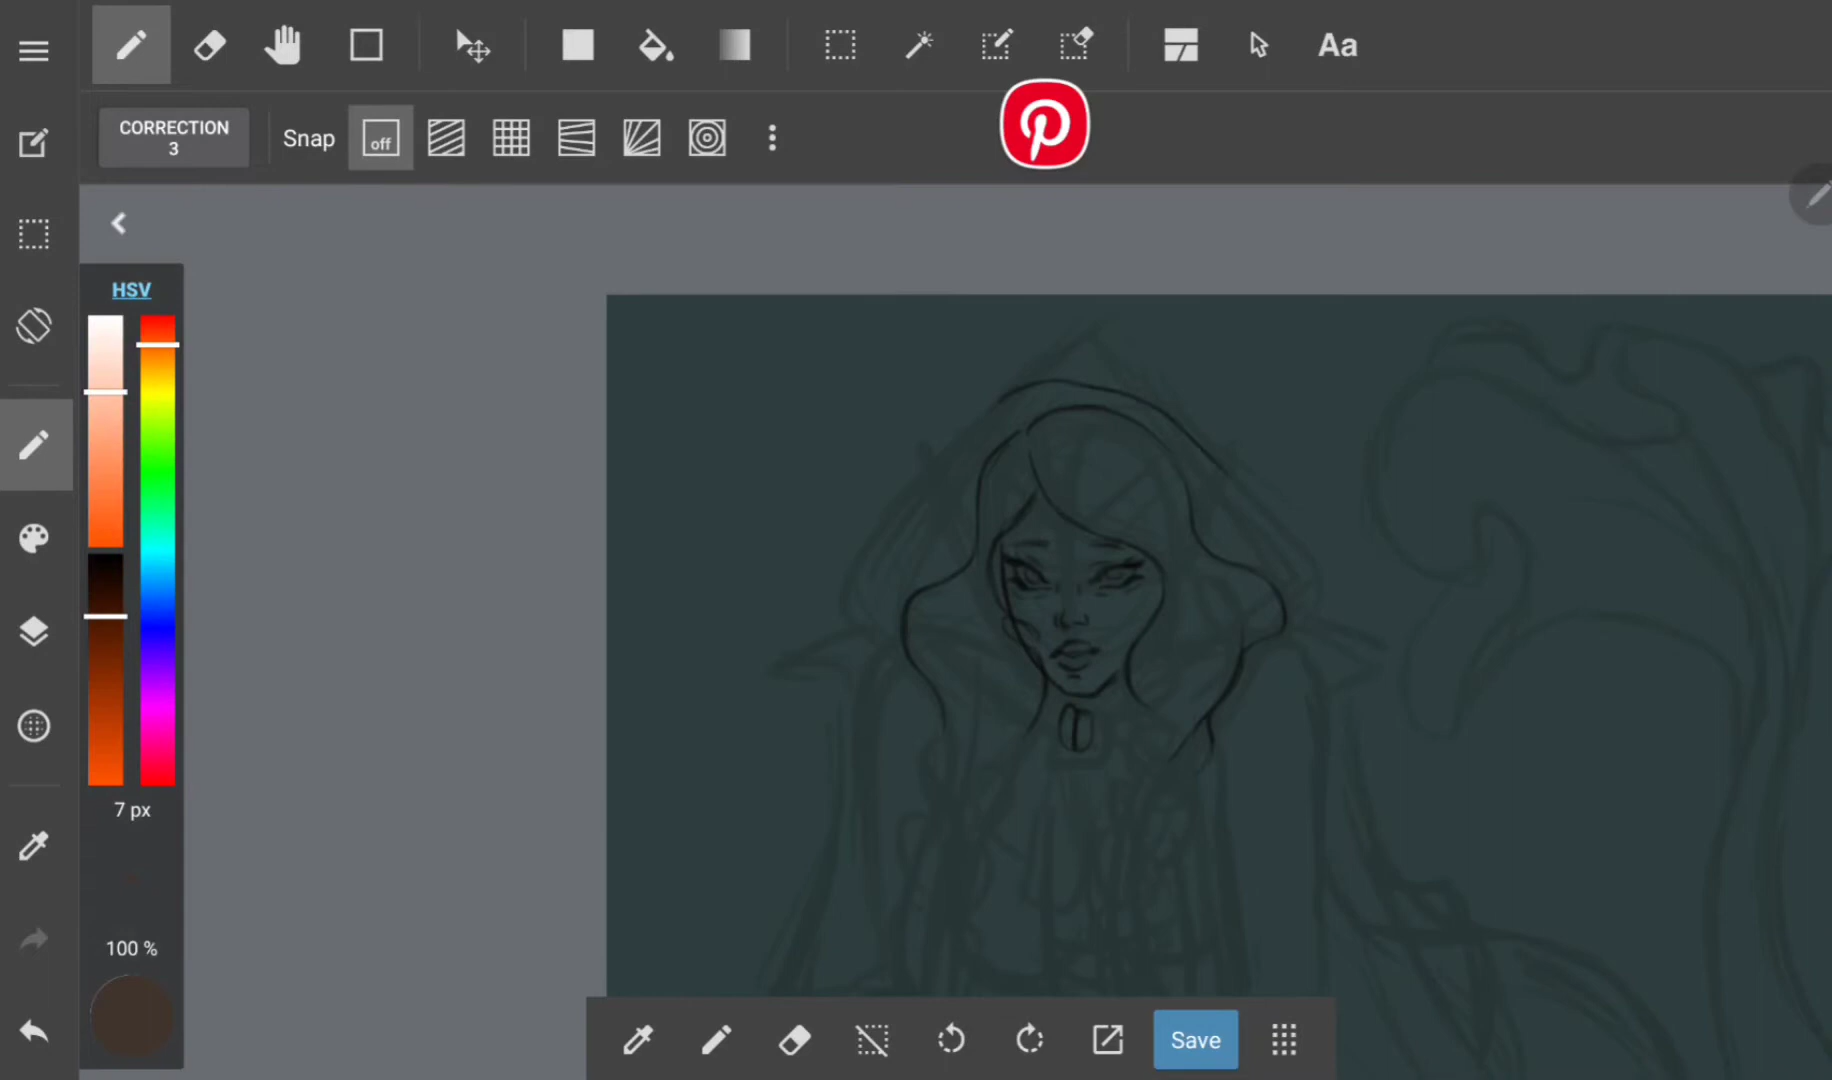 Aa
CORRECTION
3
Snap
off
HSV
7 px
100 %
Save